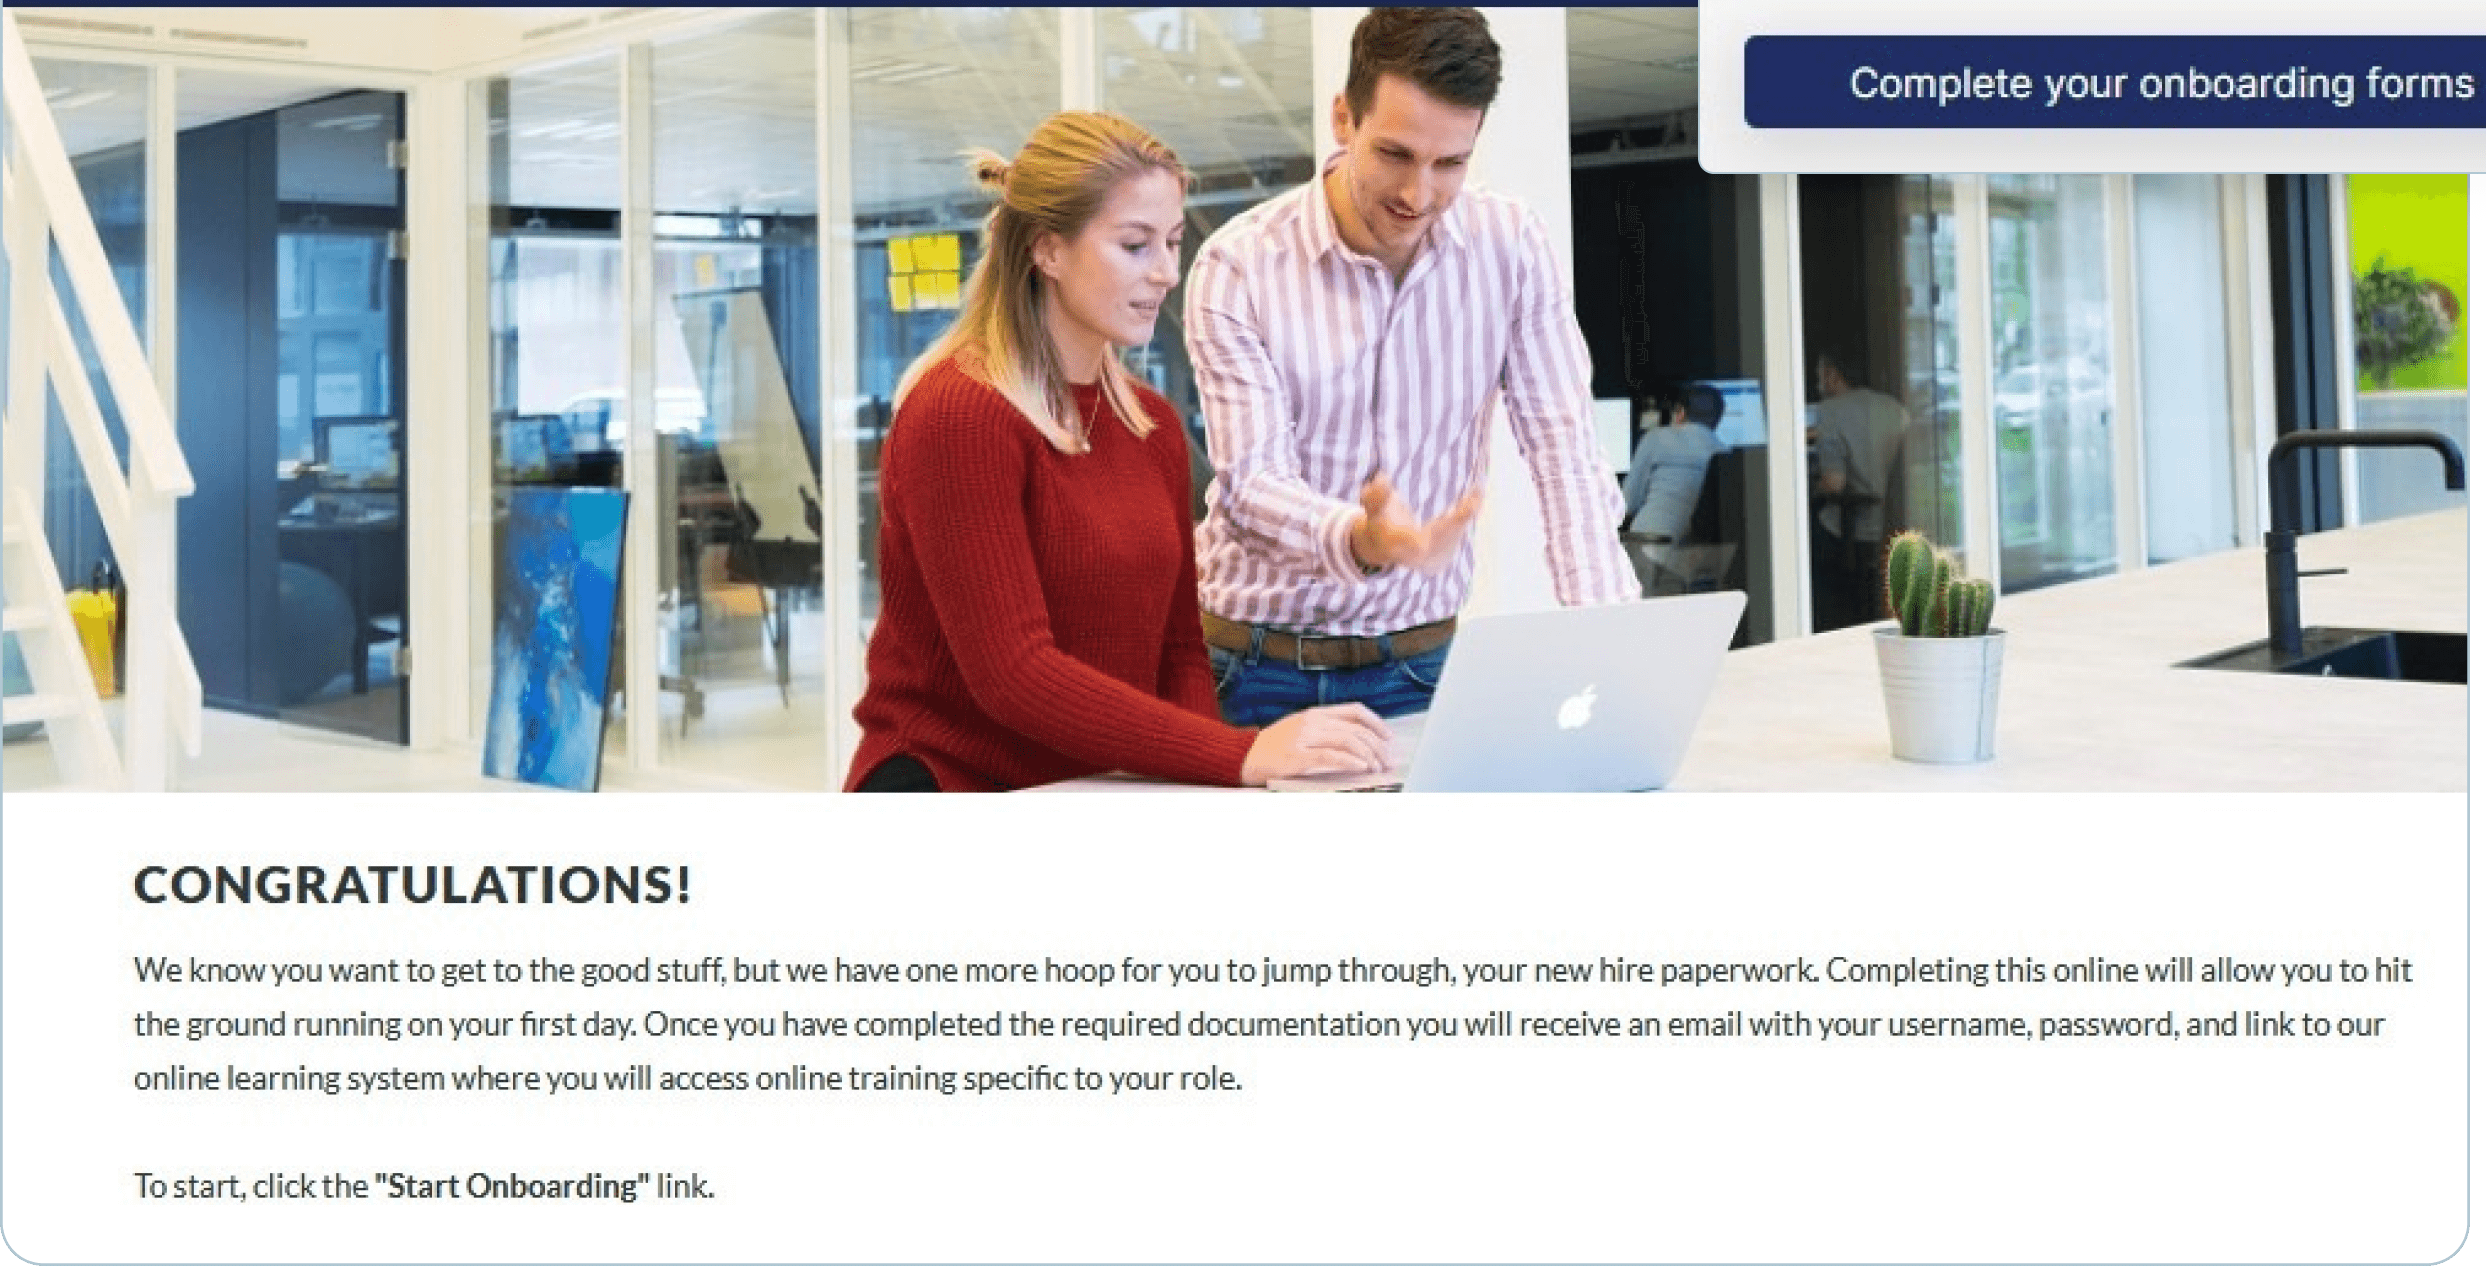 Complete your onboarding forms
CONGRATULATIONS!
We know you want to get to the good stuff, but we have one more hoop for you to jump through, your new hire paperwork. Completing this online will allow you to hit
the ground running on your first day. Once you have completed the required documentation you will receive an email with your username, password, and link to our
online learning system where you will access online training specific to your role.
To start, click the "Start Onboarding" link.